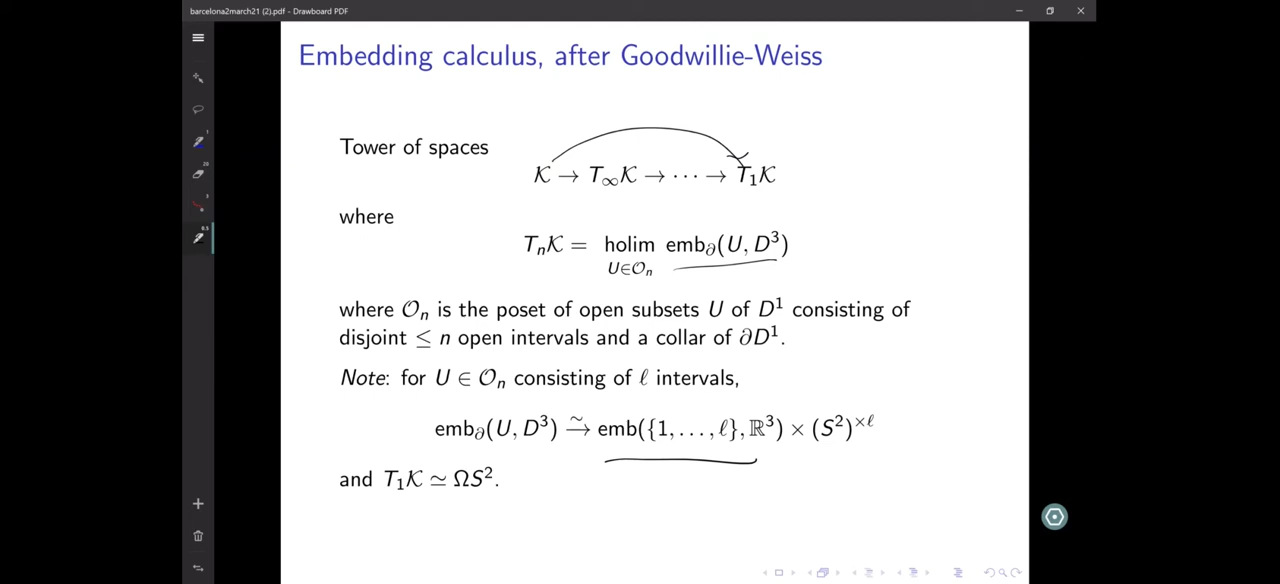 barcelona2march21 (2).pdf - Drawboard PDF
Embedding calculus, after Goodwillie-Weiss
Tower of spaces
𝒦 → T∞𝒦 → ⋯ → T₁𝒦
where
Tₙ𝒦 = holim emb∂(U, D³)
U∈𝒪ₙ
where 𝒪ₙ is the poset of open subsets U of D¹ consisting of
disjoint ≤ n open intervals and a collar of ∂D¹.
Note: for U ∈ 𝒪ₙ consisting of ℓ intervals,
emb∂(U, D³) →~ emb({1, …, ℓ}, ℝ³) × (S²)^×ℓ
and T₁𝒦 ≃ ΩS².